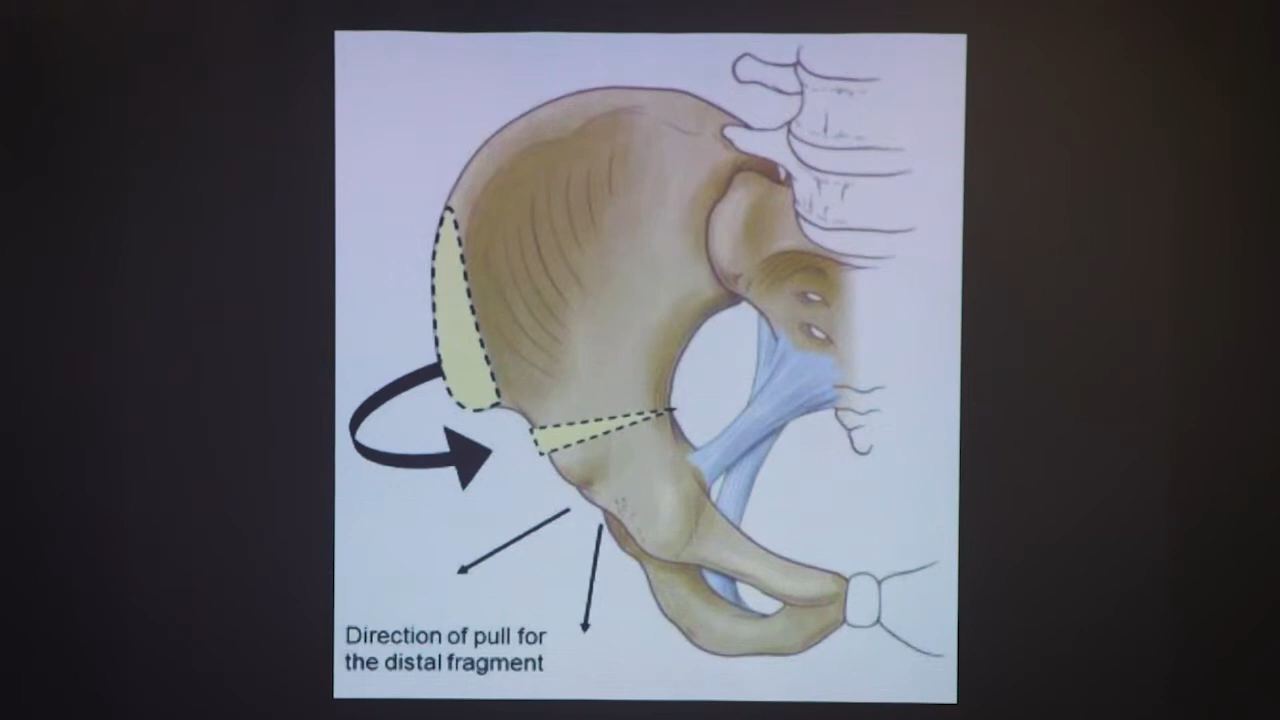 Direction of pull for
the distal fragment